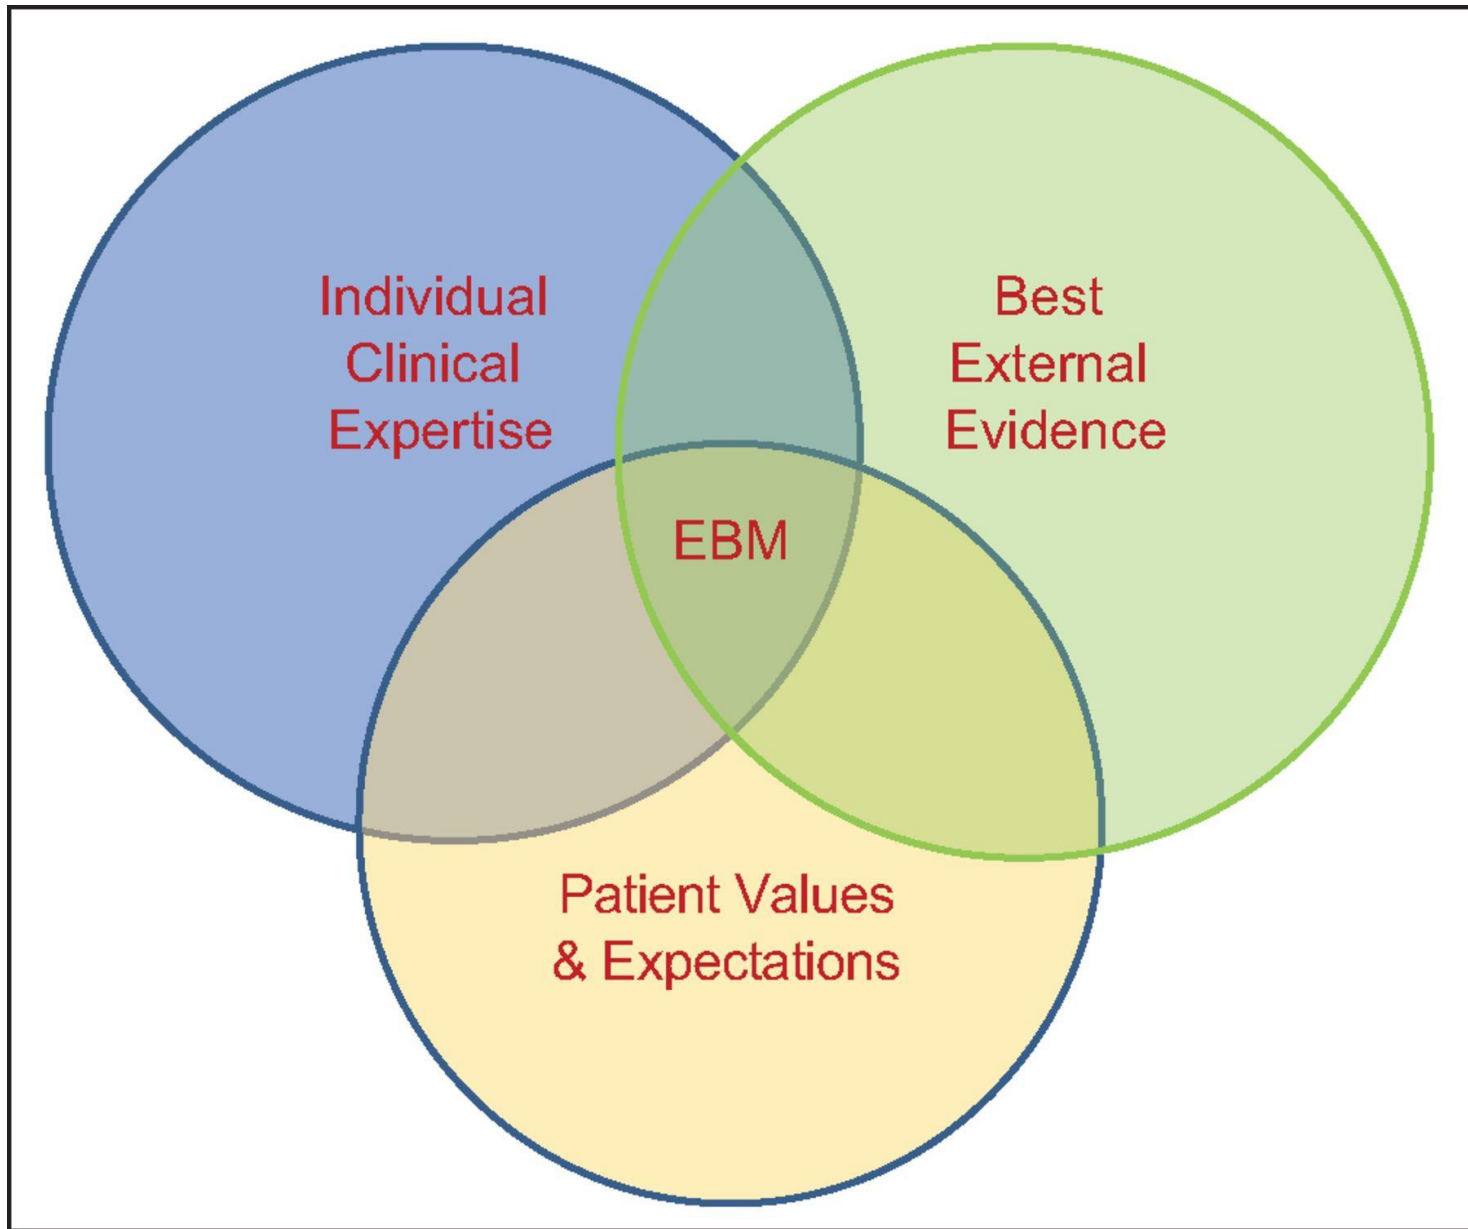 Individual
Clinical
Expertise
Best
External
Evidence
EBM
Patient Values
& Expectations